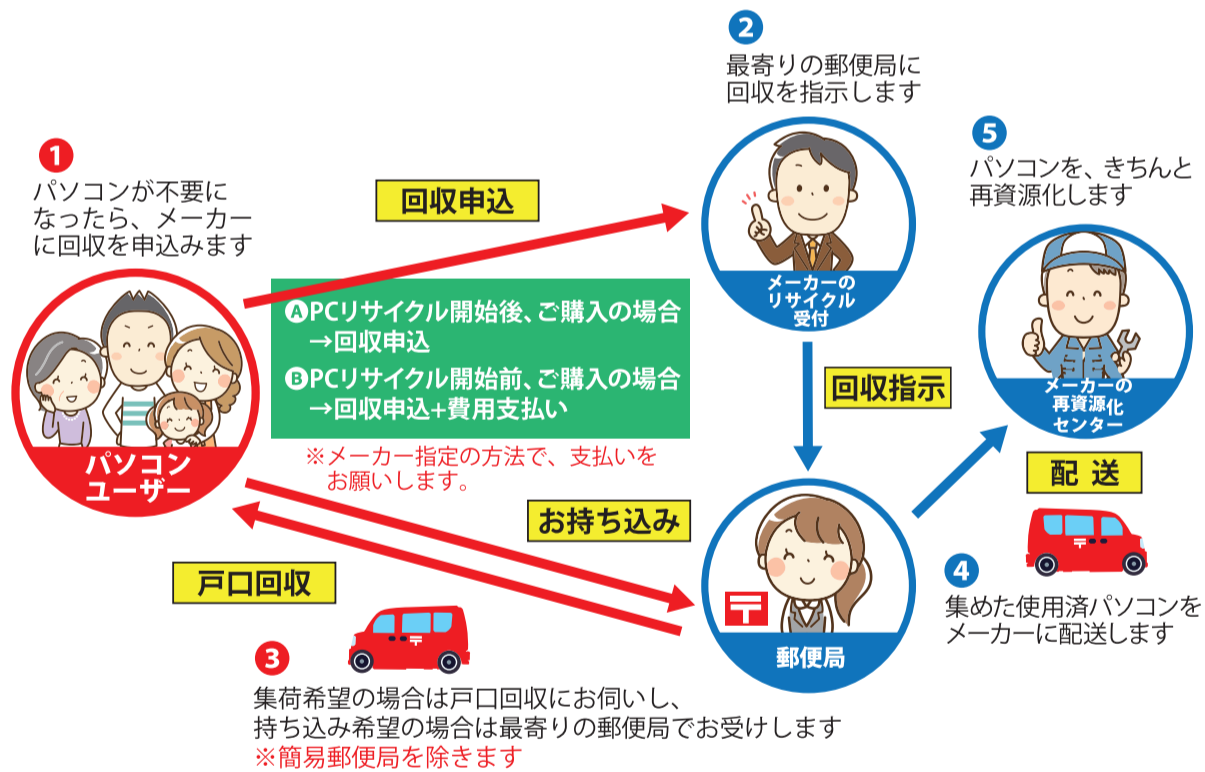 1
パソコンが不要に
なったら、メーカー
に回収を申込みます
パソコン
ユーザー
回収申込
A PCリサイクル開始後、ご購入の場合
→回収申込
B PCリサイクル開始前、ご購入の場合
→回収申込+費用支払い
※メーカー指定の方法で、支払いを
お願いします。
2
最寄りの郵便局に
回収を指示します
メーカーの
リサイクル
受付
回収指示
お持ち込み
戸口回収
3
集荷希望の場合は戸口回収にお伺いし、
持ち込み希望の場合は最寄りの郵便局でお受けします
※簡易郵便局を除きます
〒
郵便局
〒
配 送
〒
4
集めた使用済パソコンを
メーカーに配送します
5
パソコンを、きちんと
再資源化します
メーカーの
再資源化
センター